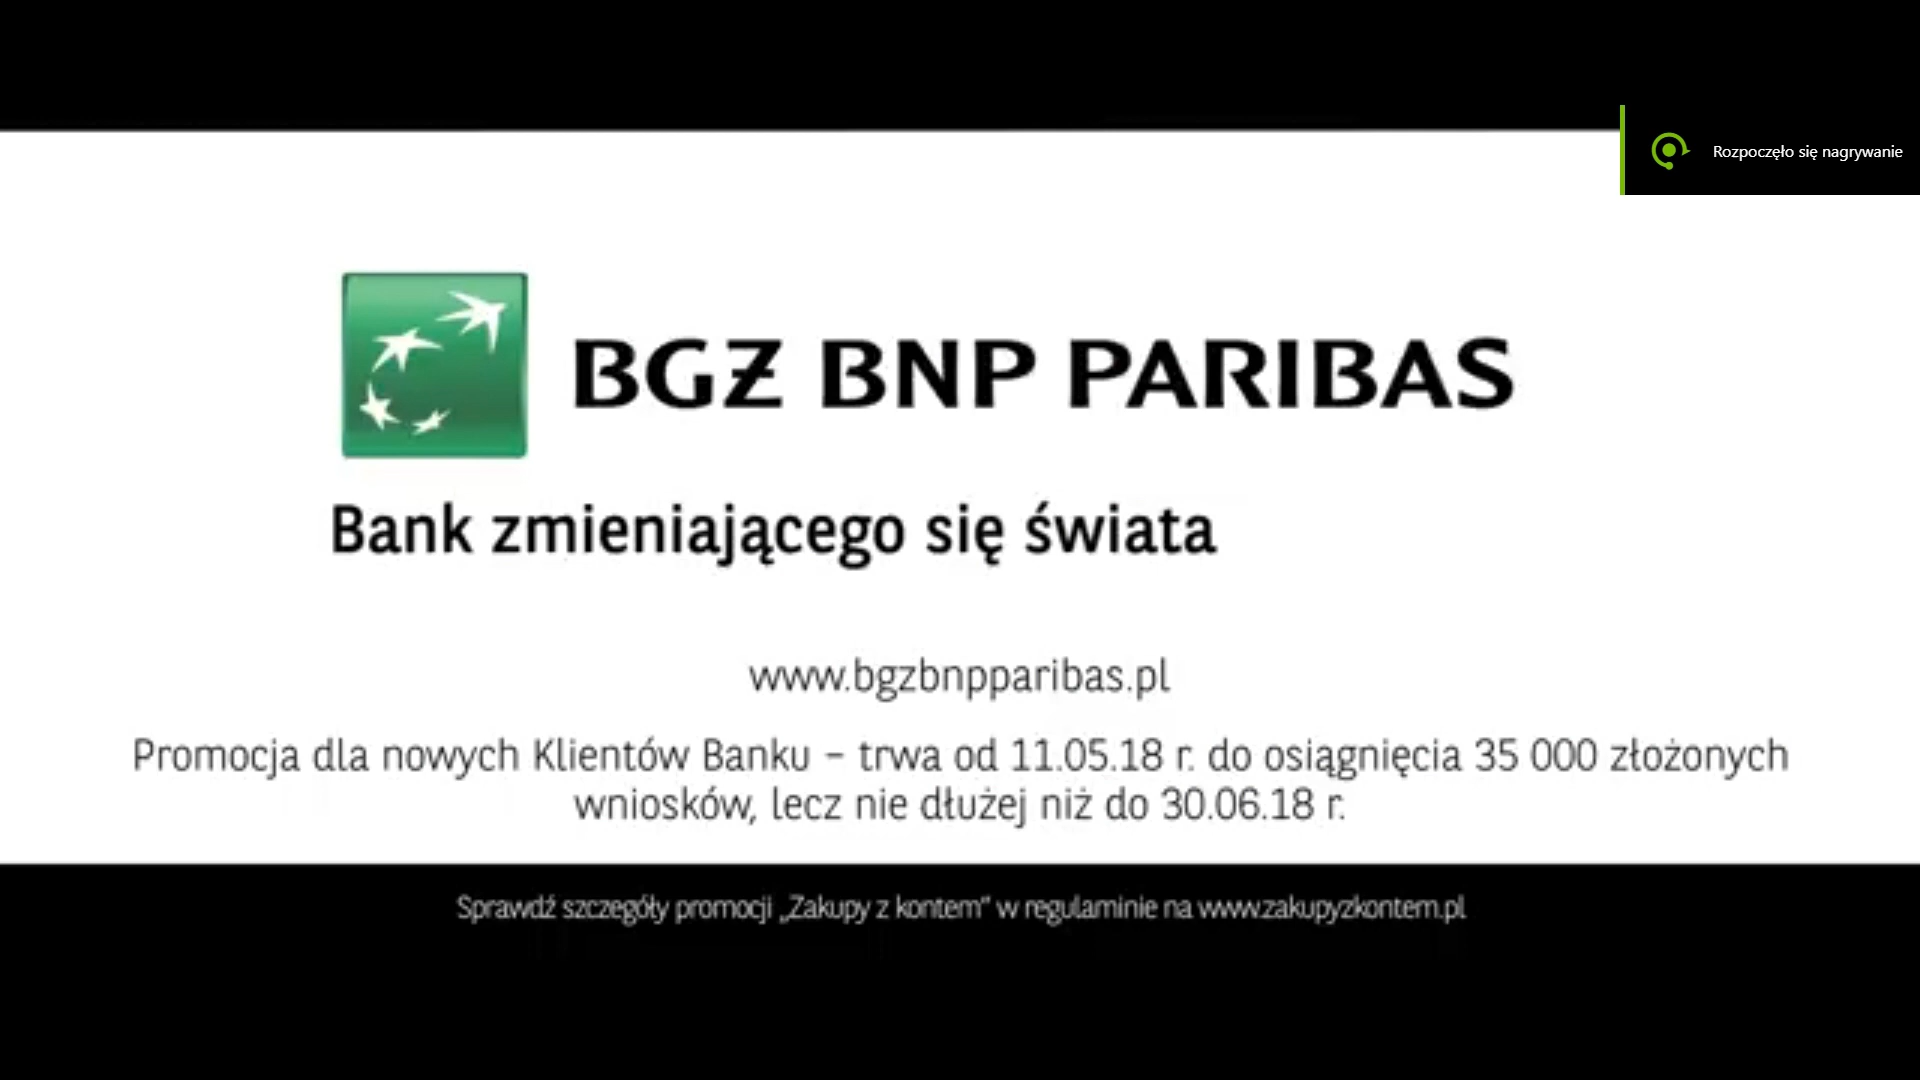 Rozpoczęło się nagrywanie
BGŻ BNP PARIBAS
Bank zmieniającego się świata
www.bgzbnpparibas.pl
Promocja dla nowych Klientów Banku – trwa od 11.05.18 r. do osiągnięcia 35 000 złożonych
wniosków, lecz nie dłużej niż do 30.06.18 r.
Sprawdź szczegóły promocji „Zakupy z kontem” w regulaminie na www.zakupyzkontem.pl